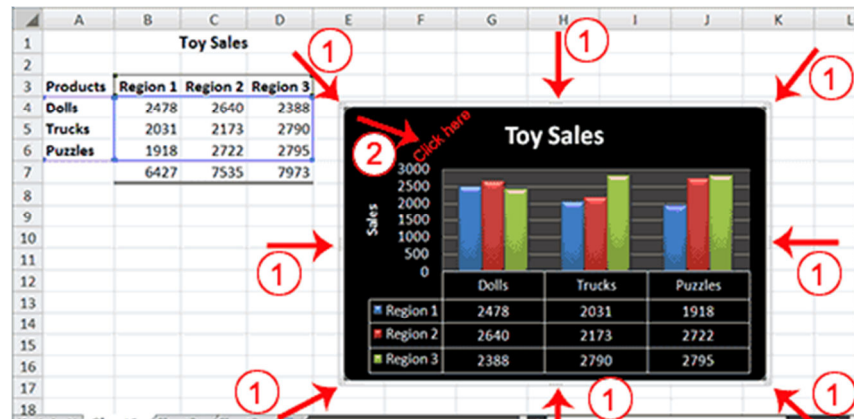 A B C D E F G H I J K L
1 Toy Sales
2
3 Products Region 1 Region 2 Region 3
4 Dolls 2478 2640 2388
5 Trucks 2031 2173 2790
6 Puzzles 1918 2722 2795
7 6427 7535 7973
8
9
10
11
12
13
14
15
16
17
18
1 1 1
2 Click here
Toy Sales
Sales
3000
2500
2000
1500
1000
500
0
Dolls Trucks Puzzles
Region 1 2478 2031 1918
Region 2 2640 2173 2722
Region 3 2388 2790 2795
1 1
1 1 1